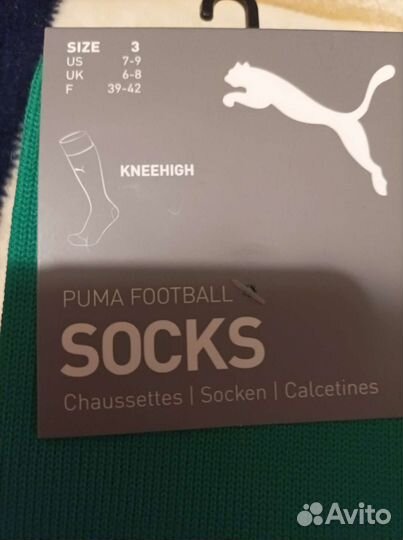 SIZE 3
US 7-9
UK 6-8
F 39-42
KNEEHIGH
PUMA FOOTBALL
SOCKS
Chaussettes | Socken | Calcetines
Avito